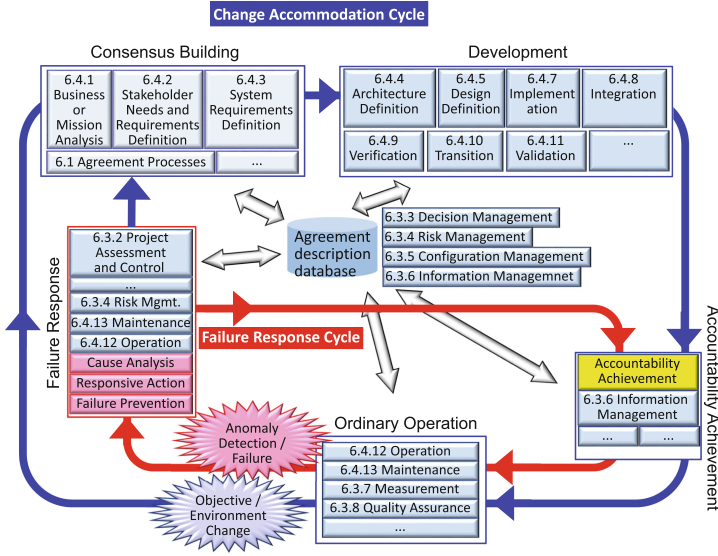 Change Accommodation Cycle
Consensus Building
6.4.1
Business
or
Mission
Analysis
6.4.2
Stakeholder
Needs and
Requirements
Definition
6.4.3
System
Requirements
Definition
6.1 Agreement Processes
...
Development
6.4.4
Architecture
Definition
6.4.5
Design
Definition
6.4.7
Implement
ation
6.4.8
Integration
6.4.9
Verification
6.4.10
Transition
6.4.11
Validation
...
Agreement
description
database
6.3.3 Decision Management
6.3.4 Risk Management
6.3.5 Configuration Management
6.3.6 Information Managemnet
Failure Response
6.3.2 Project
Assessment
and Control
...
6.3.4 Risk Mgmt.
6.4.13 Maintenance
6.4.12 Operation
Cause Analysis
Responsive Action
Failure Prevention
Failure Response Cycle
Accountability Achievement
Accountability
Achievement
6.3.6 Information
Management
...
...
Anomaly
Detection /
Failure
Objective /
Environment
Change
Ordinary Operation
6.4.12 Operation
6.4.13 Maintenance
6.3.7 Measurement
6.3.8 Quality Assurance
...